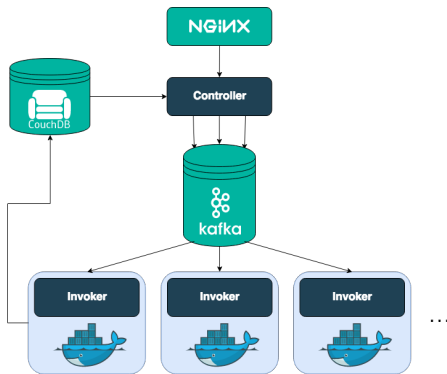 NGINX
Controller
CouchDB
kafka
Invoker
Invoker
Invoker
...